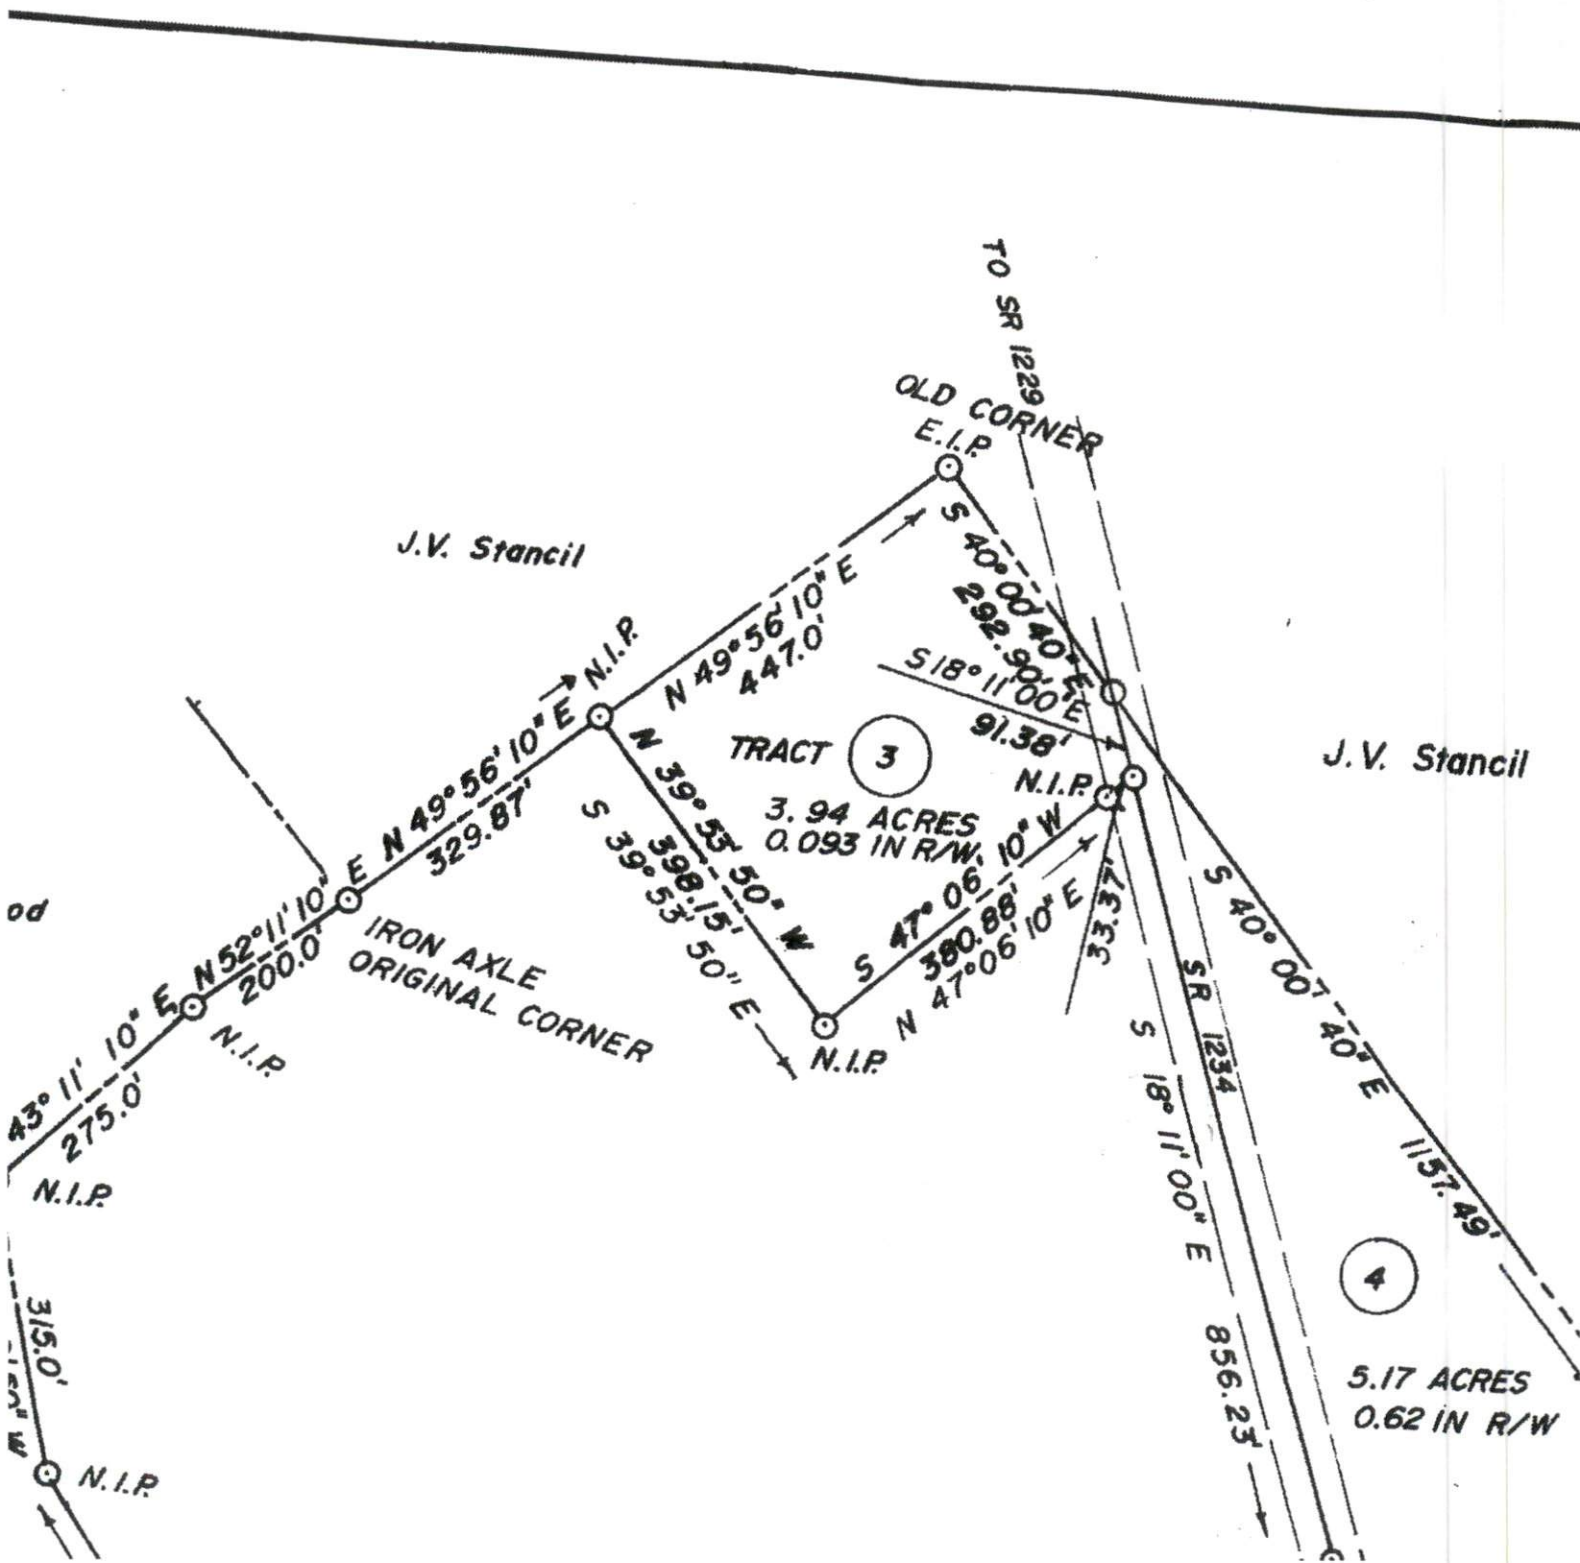 TO SR 1229
OLD CORNER
E.I.P.
J.V. Stancil
S 40° 00' 40" E
292.90'
N 49° 56' 10" E
447.0'
N.I.P.
S 18° 11' 00" E
91.38'
TRACT 3
3.94 ACRES
0.093 IN R/W
N.I.P.
J.V. Stancil
N 49° 56' 10" E
329.87'
N 39° 53' 50" W
398.15'
S 39° 53' 50" E
S 47° 06' 10" W
380.88'
N 47° 06' 10" E
33.37'
N.I.P.
od
IRON AXLE
ORIGINAL CORNER
N 52° 11' 10" E
200.0'
N.I.P.
43° 11' 10" E
275.0'
N.I.P.
S 40° 00' 40" E 1157.49'
SR 1234
S 18° 11' 00" E 856.23'
4
5.17 ACRES
0.62 IN R/W
315.0'
W
N.I.P.